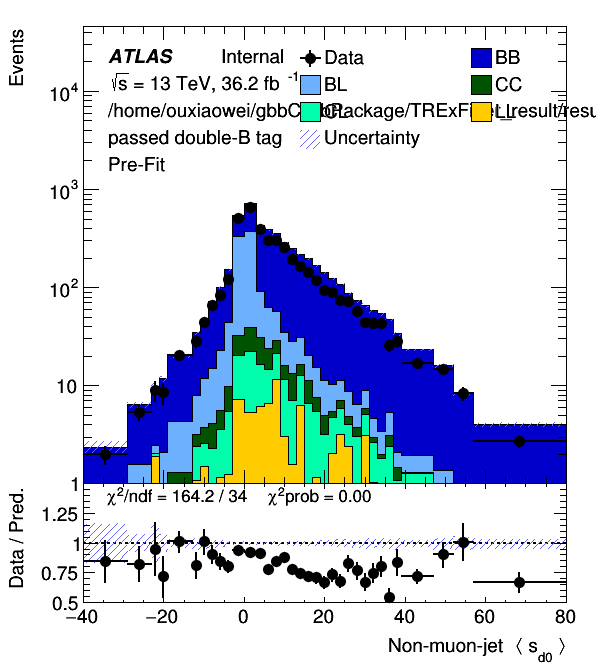 Events
ATLAS Internal
√s = 13 TeV, 36.2 fb⁻¹
passed double-B tag
Pre-Fit
Data
BB
BL
CC
Uncertainty
10⁴
10³
10²
10
1
χ²/ndf = 164.2 / 34 χ²prob = 0.00
Data / Pred.
1.25
1
0.75
0.5
−40 −20 0 20 40 60 80
Non-muon-jet ⟨ s_d0 ⟩